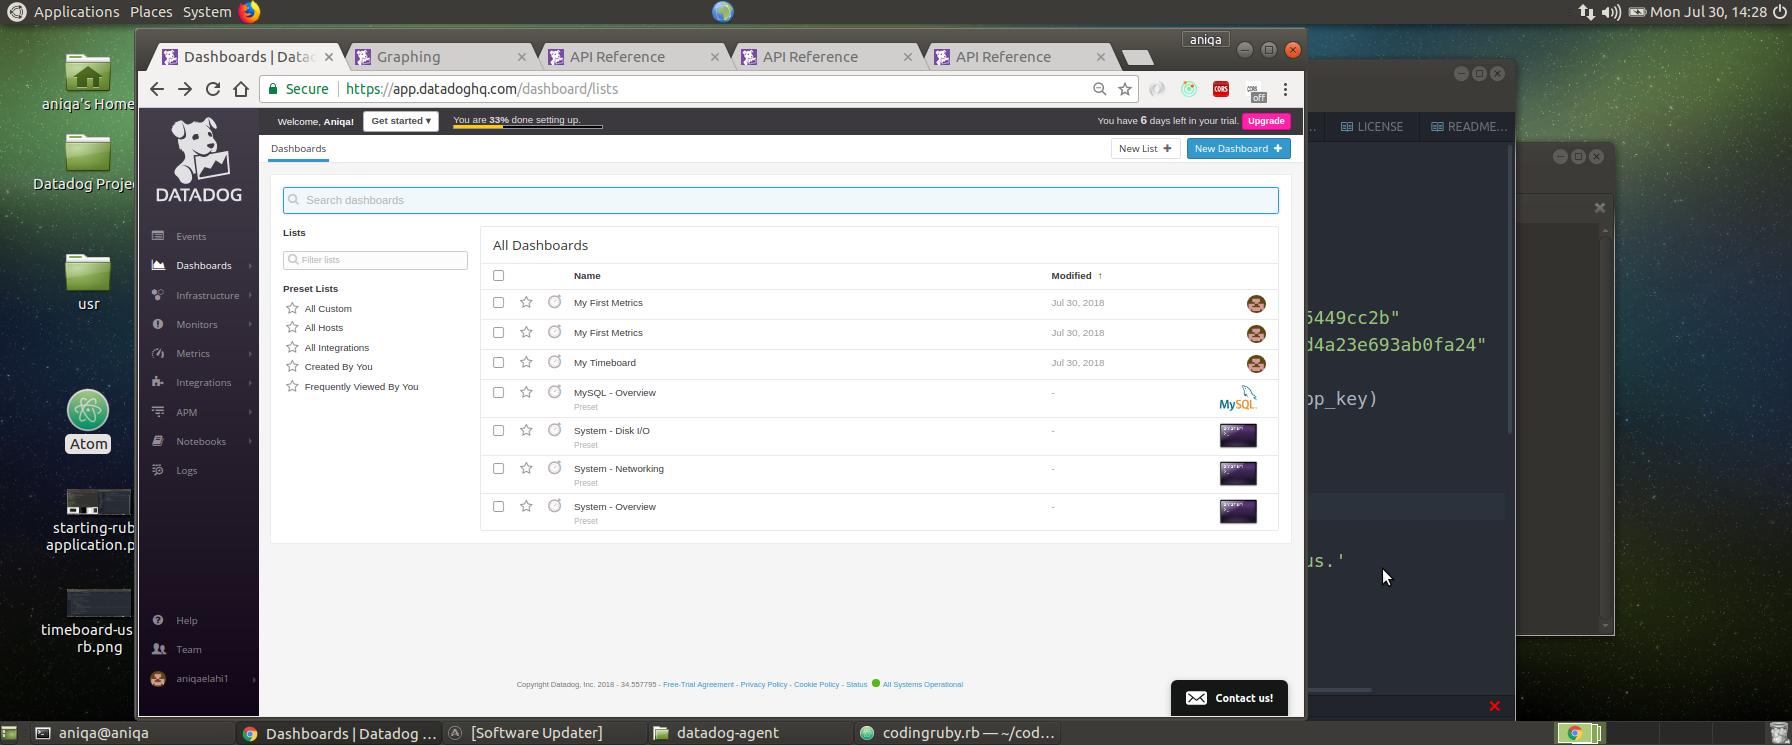 Applications Places System
Mon Jul 30, 14:28
aniqa
Dashboards | Datad
Graphing
API Reference
API Reference
API Reference
Secure https://app.datadoghq.com/dashboard/lists
CORS
off
aniqa's Home
Datadog Proje
usr
Atom
starting-rub
application.p
timeboard-us
rb.png
DATADOG
Events
Dashboards
Infrastructure
Monitors
Metrics
Integrations
APM
Notebooks
Logs
Help
Team
aniqaelahi1
Welcome, Aniqa!
Get started ▾
You are 33% done setting up.
You have 6 days left in your trial.
Upgrade
Dashboards
New List +
New Dashboard +
Search dashboards
Lists
Filter lists
Preset Lists
All Custom
All Hosts
All Integrations
Created By You
Frequently Viewed By You
All Dashboards
Name Modified ↑
My First Metrics Jul 30, 2018
My First Metrics Jul 30, 2018
My Timeboard Jul 30, 2018
MySQL - Overview -
Preset
MySQL
System - Disk I/O -
Preset
System - Networking -
Preset
System - Overview -
Preset
Copyright Datadog, Inc. 2018 - 34.557795 - Free-Trial Agreement - Privacy Policy - Cookie Policy - Status All Systems Operational
Contact us!
LICENSE
README...
5449cc2b"
d4a23e693ab0fa24"
pp_key)
us.'
aniqa@aniqa
Dashboards | Datadog ...
[Software Updater]
datadog-agent
codingruby.rb — ~/cod...